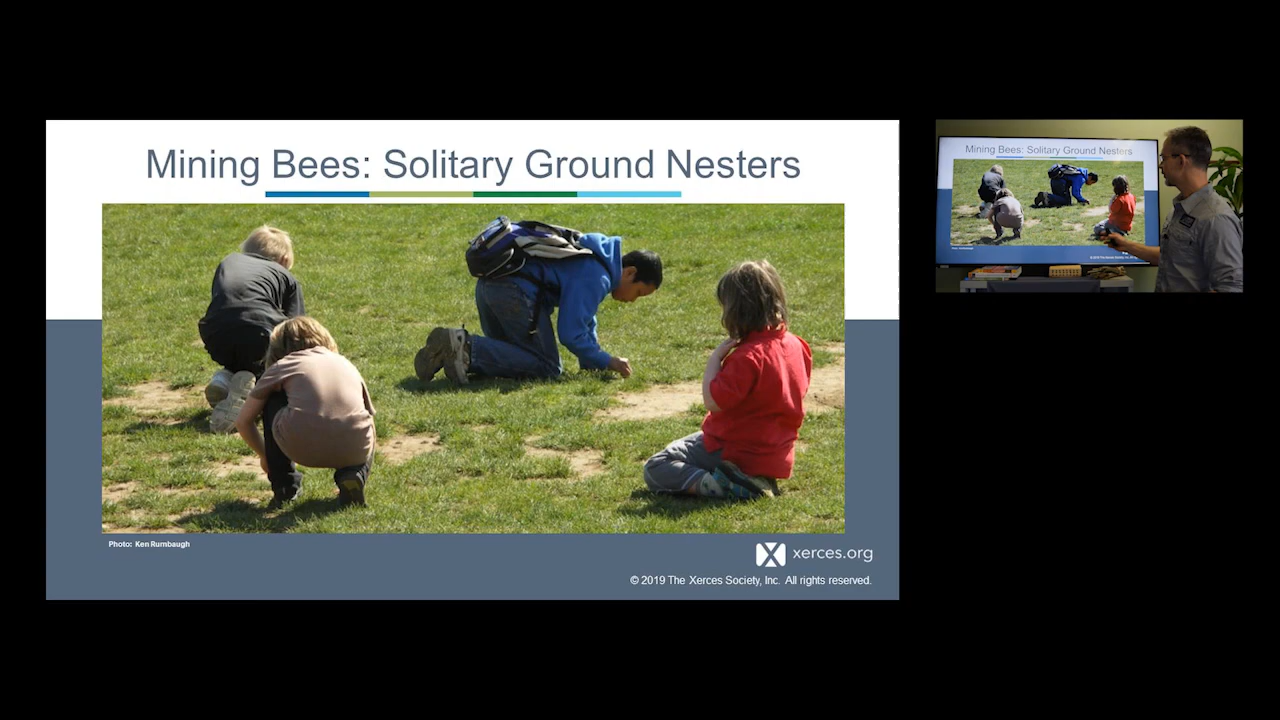 Mining Bees: Solitary Ground Nesters
Photo: Ken Rumbaugh
xerces.org
© 2019 The Xerces Society, Inc. All rights reserved.
Mining Bees: Solitary Ground Nesters